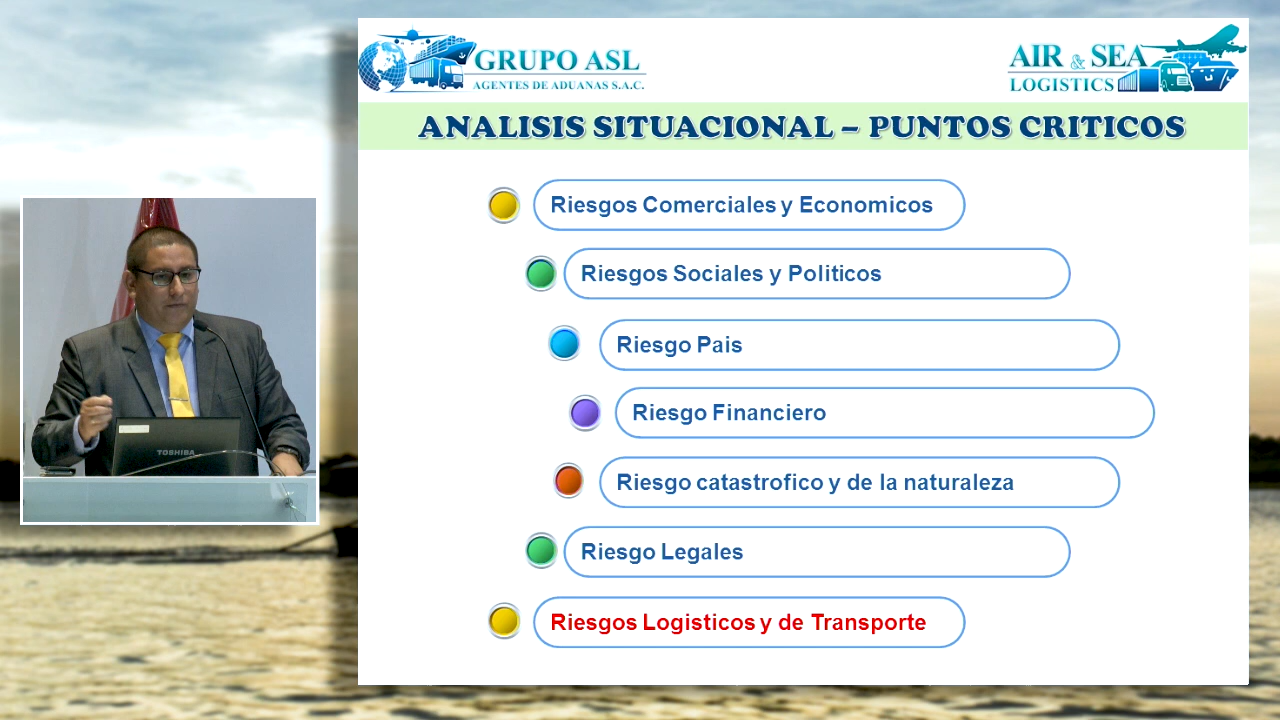 GRUPO ASL
AGENTES DE ADUANAS S.A.C.
AIR & SEA
LOGISTICS
ANALISIS SITUACIONAL – PUNTOS CRITICOS
Riesgos Comerciales y Economicos
Riesgos Sociales y Politicos
Riesgo Pais
Riesgo Financiero
Riesgo catastrofico y de la naturaleza
Riesgo Legales
Riesgos Logisticos y de Transporte
TOSHIBA